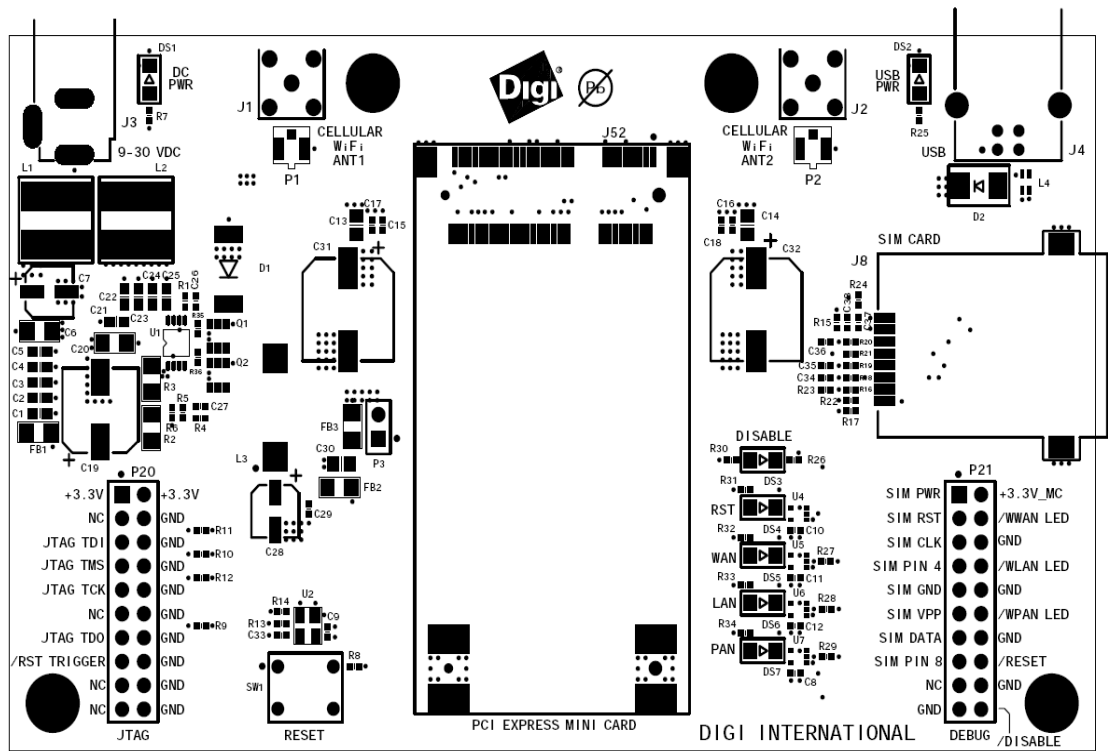 DS1
DC
PWR
J3
R7
9-30 VDC
J1
CELLULAR
WiFi
ANT1
P1
Digi®
Pb
J52
J2
CELLULAR
WiFi
ANT2
P2
DS2
USB
PWR
R25
USB
J4
L4
D2
L1
L2
C7
C24
C25
C26
R1
C22
C23
C21
U1
R35
R36
C20
C6
C5
C4
C3
C2
C1
FB1
C19
R3
R2
R5
R6
R4
C27
D1
Q1
Q2
C13
C17
C15
C31
L3
FB3
P3
C30
FB2
C29
C28
C16
C18
C14
C32
SIM CARD
J8
R24
R15
C38
C37
C36
R20
R21
C35
R19
C34
R18
R23
R16
R22
R17
P20
+3.3V +3.3V
NC GND
JTAG TDI GND
JTAG TMS GND
JTAG TCK GND
NC GND
JTAG TDO GND
/RST TRIGGER GND
NC GND
NC GND
JTAG
R11
R10
R12
R9
R14
R13
C33
U2
C9
SW1
R8
RESET
PCI EXPRESS MINI CARD
DISABLE
R30
R26
DS3
R31
RST
U4
C10
DS4
R32
WAN
U5
R27
C11
DS5
R33
LAN
U6
R28
C12
DS6
R34
PAN
U7
R29
C8
DS7
DIGI INTERNATIONAL
P21
SIM PWR +3.3V_MC
SIM RST /WWAN LED
SIM CLK GND
SIM PIN 4 /WLAN LED
SIM GND GND
SIM VPP /WPAN LED
SIM DATA GND
SIM PIN 8 /RESET
NC GND
GND /DISABLE
DEBUG